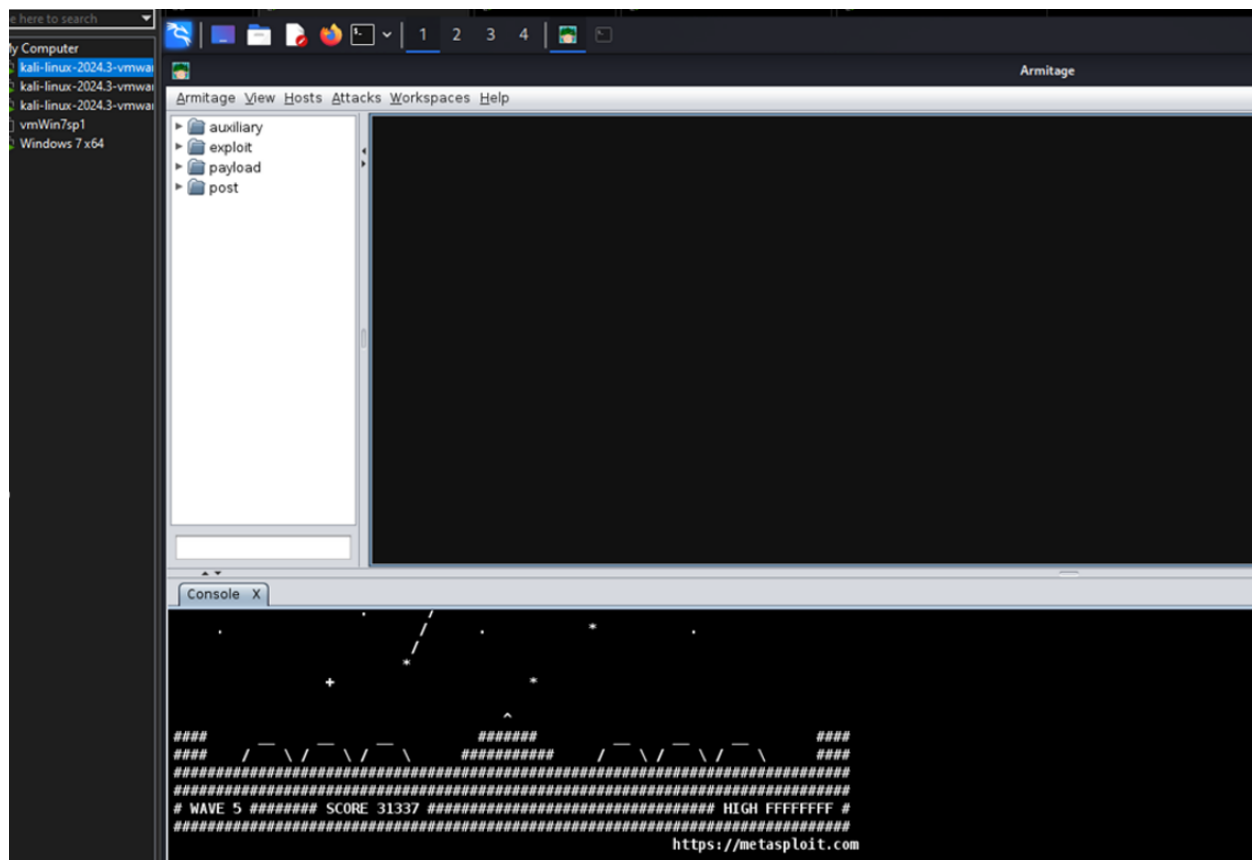 e here to search
1 2 3 4
y Computer
kali-linux-2024.3-vmwar
kali-linux-2024.3-vmwar
kali-linux-2024.3-vmwar
vmWin7sp1
Windows 7 x64
Armitage
Armitage View Hosts Attacks Workspaces Help
auxiliary
exploit
payload
post
Console X
# WAVE 5 ######## SCORE 31337 ################################## HIGH FFFFFFFF #
https://metasploit.com